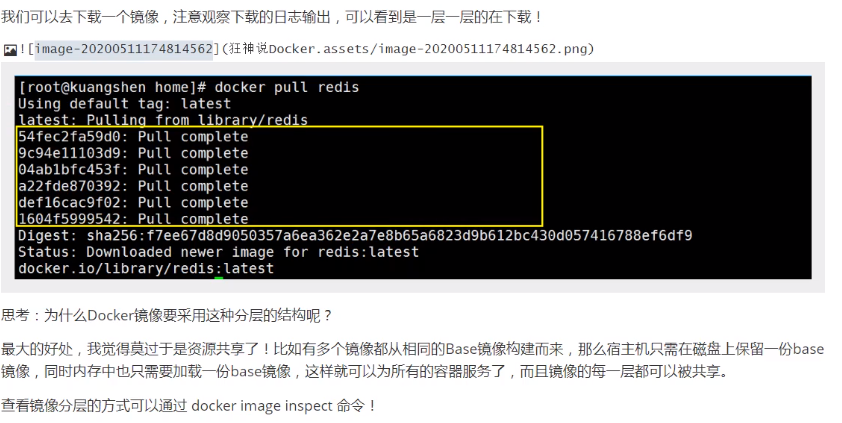 我们可以去下载一个镜像，注意观察下载的日志输出，可以看到是一层一层的在下载！
![image-20200511174814562](狂神说Docker.assets/image-20200511174814562.png)
[root@kuangshen home]# docker pull redis
Using default tag: latest
latest: Pulling from library/redis
54fec2fa59d0: Pull complete
9c94e11103d9: Pull complete
04ab1bfc453f: Pull complete
a22fde870392: Pull complete
def16cac9f02: Pull complete
1604f5999542: Pull complete
Digest: sha256:f7ee67d8d9050357a6ea362e2a7e8b65a6823d9b612bc430d057416788ef6df9
Status: Downloaded newer image for redis:latest
docker.io/library/redis:latest
思考：为什么Docker镜像要采用这种分层的结构呢？
最大的好处，我觉得莫过于是资源共享了！比如有多个镜像都从相同的Base镜像构建而来，那么宿主机只需在磁盘上保留一份base
镜像，同时内存中也只需要加载一份base镜像，这样就可以为所有的容器服务了，而且镜像的每一层都可以被共享。
查看镜像分层的方式可以通过 docker image inspect 命令！